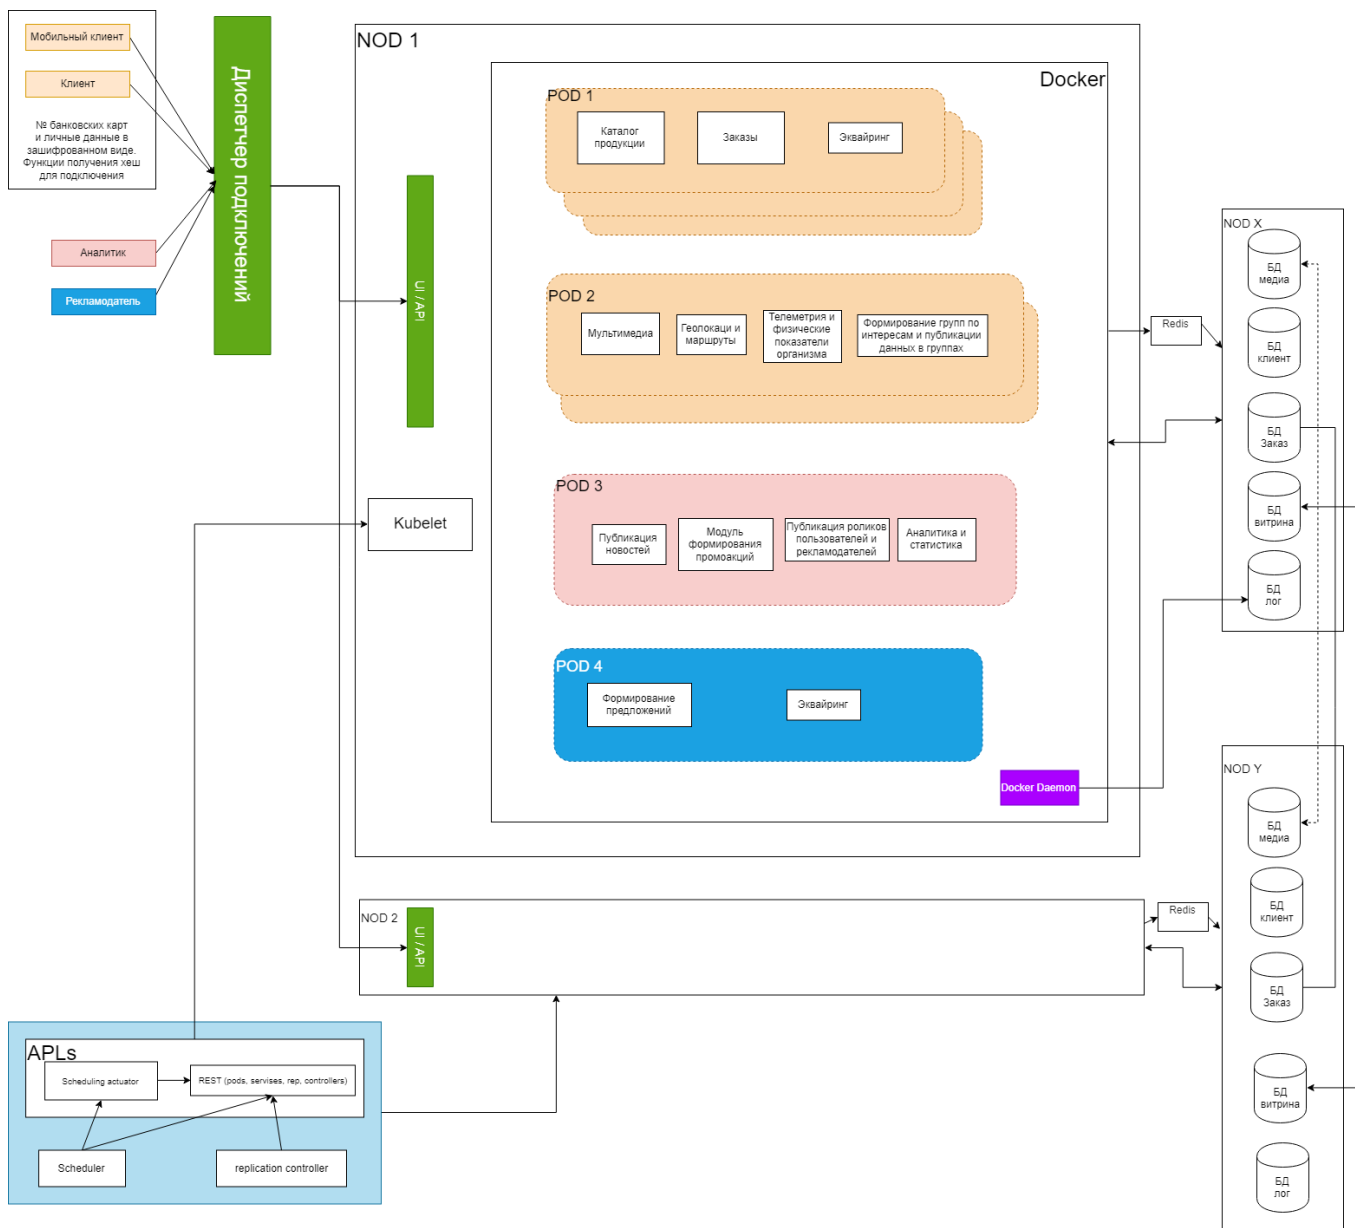 Мобильный клиент
Клиент
№ банковских карт
и личные данные в
зашифрованном виде.
Функции получения хеш
для подключения
Аналитик
Рекламодатель
Диспетчер подключений
NOD 1
UI / API
Kubelet
Docker
POD 1
Каталог
продукции
Заказы
Эквайринг
POD 2
Мультимедиа
Геолокаци и
маршруты
Телеметрия и
физические
показатели
организма
Формирование групп по
интересам и публикации
данных в группах
POD 3
Публикация
новостей
Модуль
формирования
промоакций
Публикация роликов
пользователей и
рекламодателей
Аналитика и
статистика
POD 4
Формирование
предложений
Эквайринг
Docker Daemon
Redis
NOD X
БД
медиа
БД
клиент
БД
Заказ
БД
витрина
БД
лог
NOD 2
UI / API
Redis
NOD Y
БД
медиа
БД
клиент
БД
Заказ
БД
витрина
БД
лог
APLs
Scheduling actuator
REST (pods, servises, rep, controllers)
Scheduler
replication controller